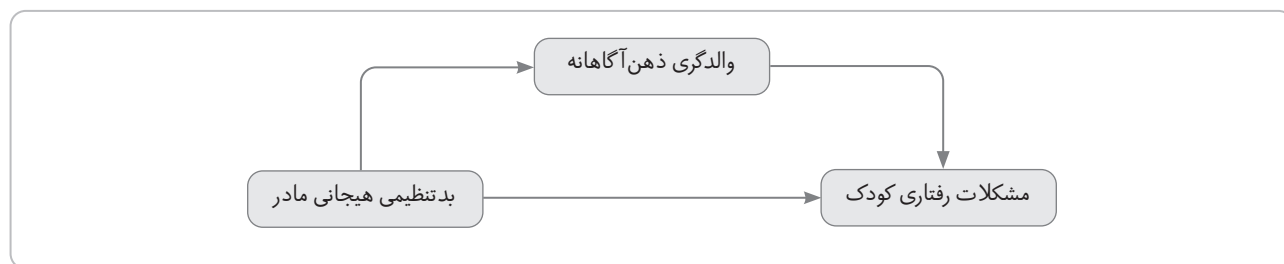 والدگری ذهن‌آگاهانه
بدتنظیمی هیجانی مادر
مشکلات رفتاری کودک